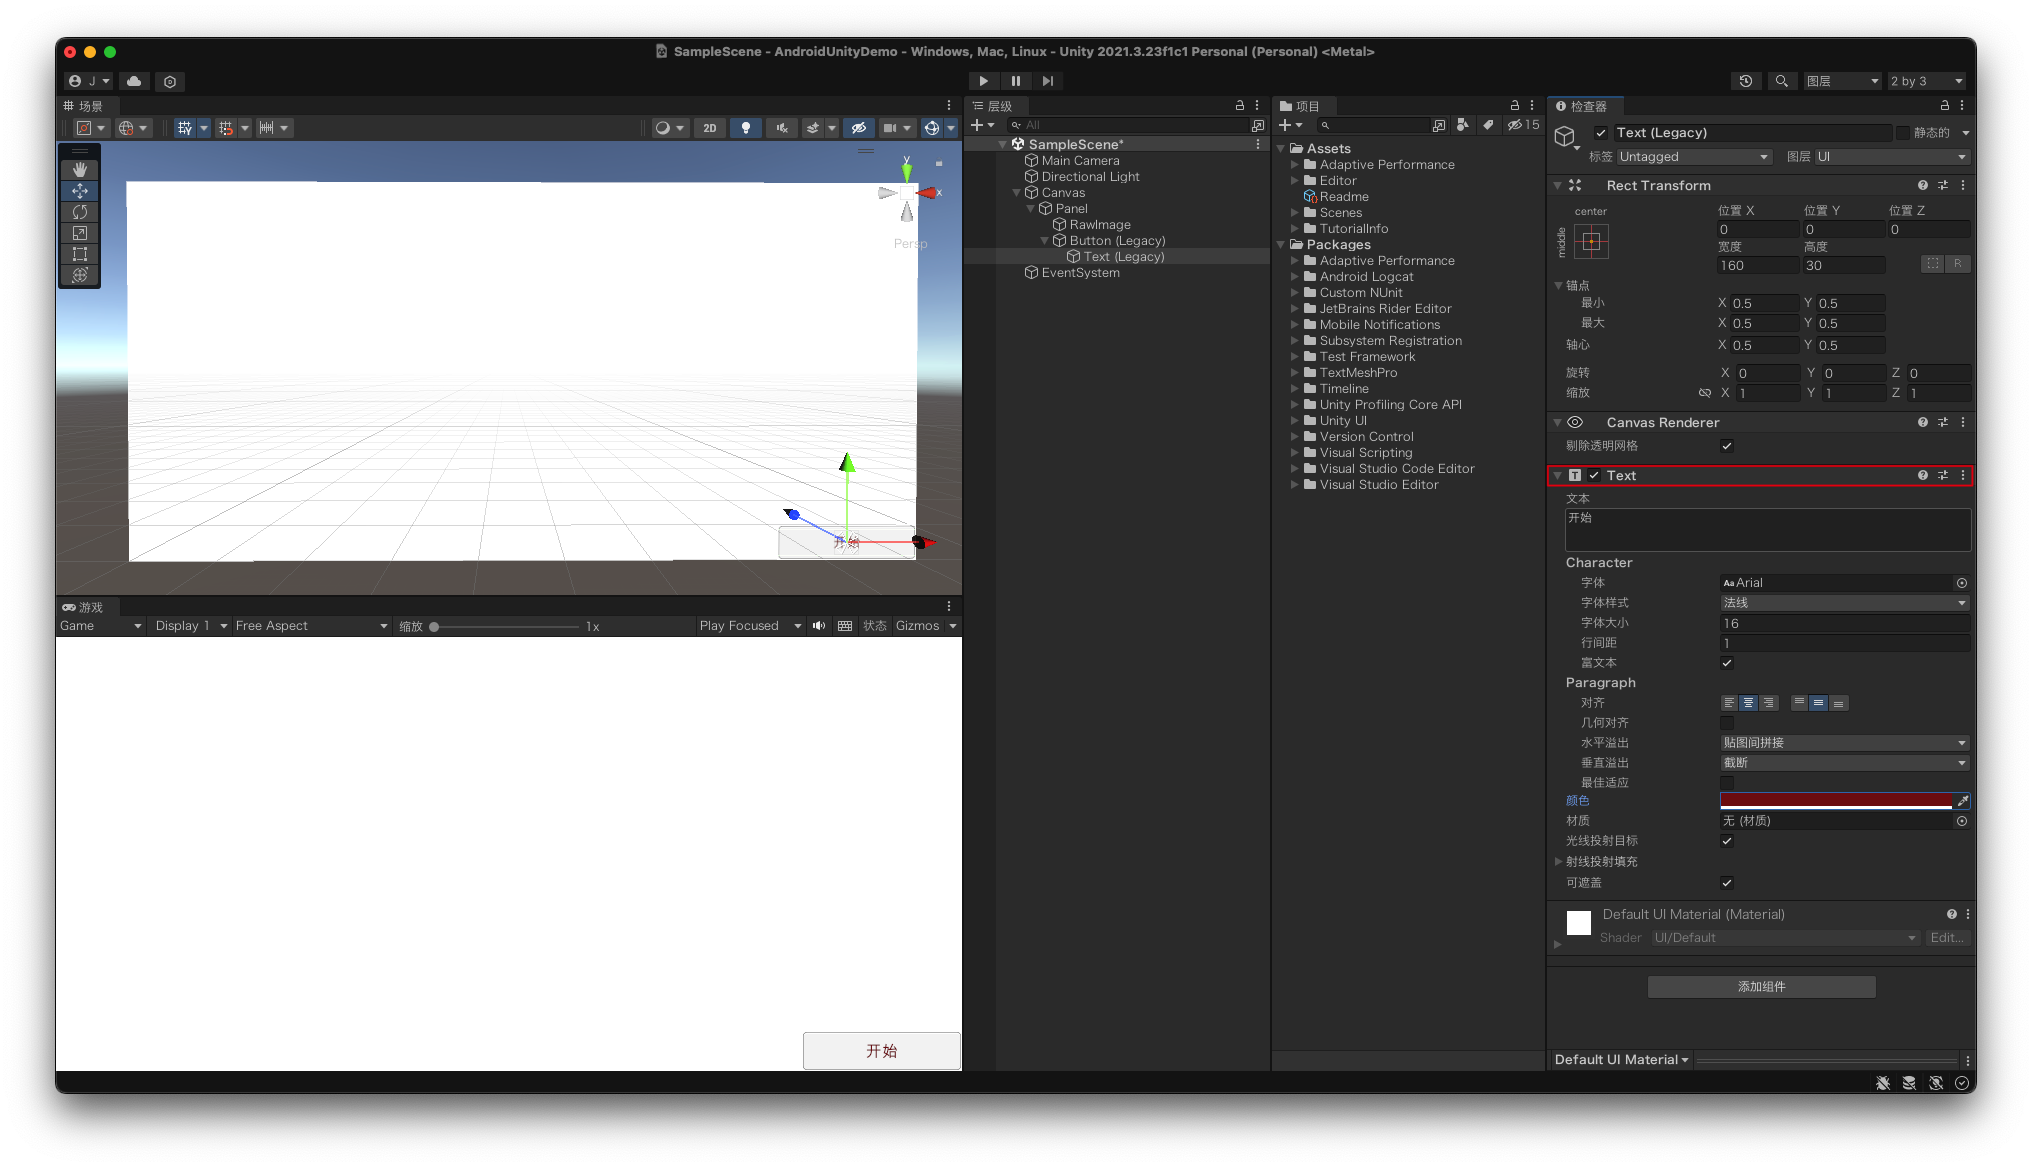 SampleScene - AndroidUnityDemo - Windows, Mac, Linux - Unity 2021.3.23f1c1 Personal (Personal) <Metal>
J
图层
2 by 3
场景
2D
y
x
Persp
开始
游戏
Game
Display 1
Free Aspect
缩放
1x
Play Focused
状态
Gizmos
开始
层级
All
SampleScene*
Main Camera
Directional Light
Canvas
Panel
RawImage
Button (Legacy)
Text (Legacy)
EventSystem
项目
15
Assets
Adaptive Performance
Editor
Readme
Scenes
TutorialInfo
Packages
Adaptive Performance
Android Logcat
Custom NUnit
JetBrains Rider Editor
Mobile Notifications
Subsystem Registration
Test Framework
TextMeshPro
Timeline
Unity Profiling Core API
Unity UI
Version Control
Visual Scripting
Visual Studio Code Editor
Visual Studio Editor
检查器
Text (Legacy)
静态的
标签 Untagged
图层 UI
Rect Transform
center
middle
位置 X 位置 Y 位置 Z
0 0 0
宽度 高度
160 30
R
锚点
最小 X 0.5 Y 0.5
最大 X 0.5 Y 0.5
轴心 X 0.5 Y 0.5
旋转 X 0 Y 0 Z 0
缩放 X 1 Y 1 Z 1
Canvas Renderer
剔除透明网格
Text
文本
开始
Character
字体 Aa Arial
字体样式 法线
字体大小 16
行间距 1
富文本
Paragraph
对齐
几何对齐
水平溢出 贴图间拼接
垂直溢出 截断
最佳适应
颜色
材质 无 (材质)
光线投射目标
射线投射填充
可遮盖
Default UI Material (Material)
Shader UI/Default Edit...
添加组件
Default UI Material